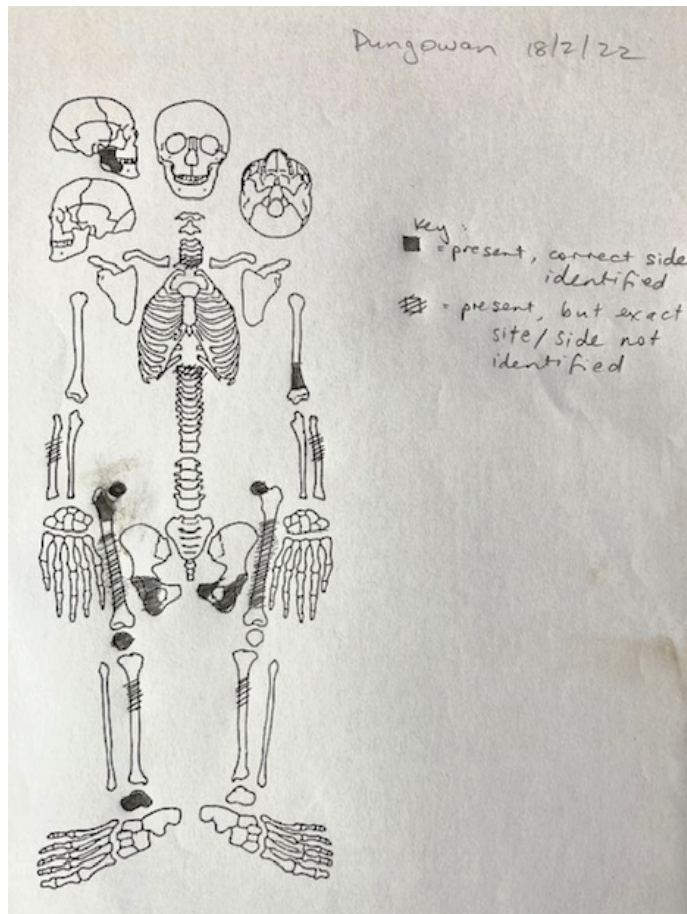 Dungowan 18/2/22
Key:
= present, correct side
identified
= present, but exact
site/side not
identified